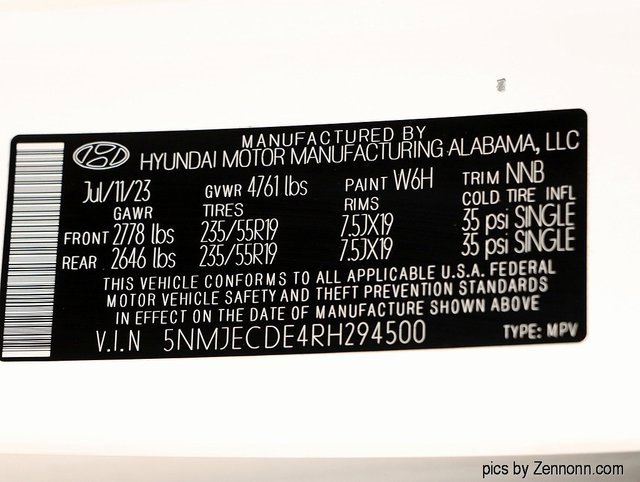 MANUFACTURED BY
HYUNDAI MOTOR MANUFACTURING ALABAMA, LLC
Jul/11/23 GVWR 4761 lbs PAINT W6H TRIM NNB
GAWR TIRES RIMS COLD TIRE INFL
FRONT 2778 lbs 235/55R19 7.5JX19 35 psi SINGLE
REAR 2646 lbs 235/55R19 7.5JX19 35 psi SINGLE
THIS VEHICLE CONFORMS TO ALL APPLICABLE U.S.A. FEDERAL
MOTOR VEHICLE SAFETY AND THEFT PREVENTION STANDARDS
IN EFFECT ON THE DATE OF MANUFACTURE SHOWN ABOVE
V.I.N 5NMJECDE4RH294500 TYPE: MPV
pics by Zennonn.com